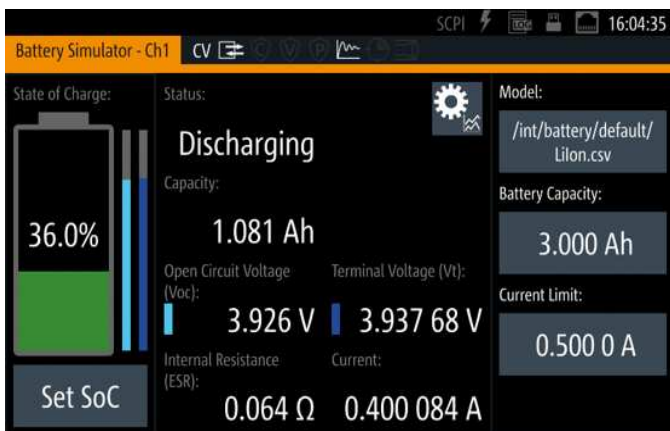 SCPI LOG 16:04:35
Battery Simulator - Ch1 CV C V P
State of Charge:
36.0%
Set SoC
Status:
Discharging
Capacity:
1.081 Ah
Open Circuit Voltage
(Voc):
3.926 V
Terminal Voltage (Vt):
3.937 68 V
Internal Resistance
(ESR):
0.064 Ω
Current:
0.400 084 A
Model:
/int/battery/default/
LiIon.csv
Battery Capacity:
3.000 Ah
Current Limit:
0.500 0 A